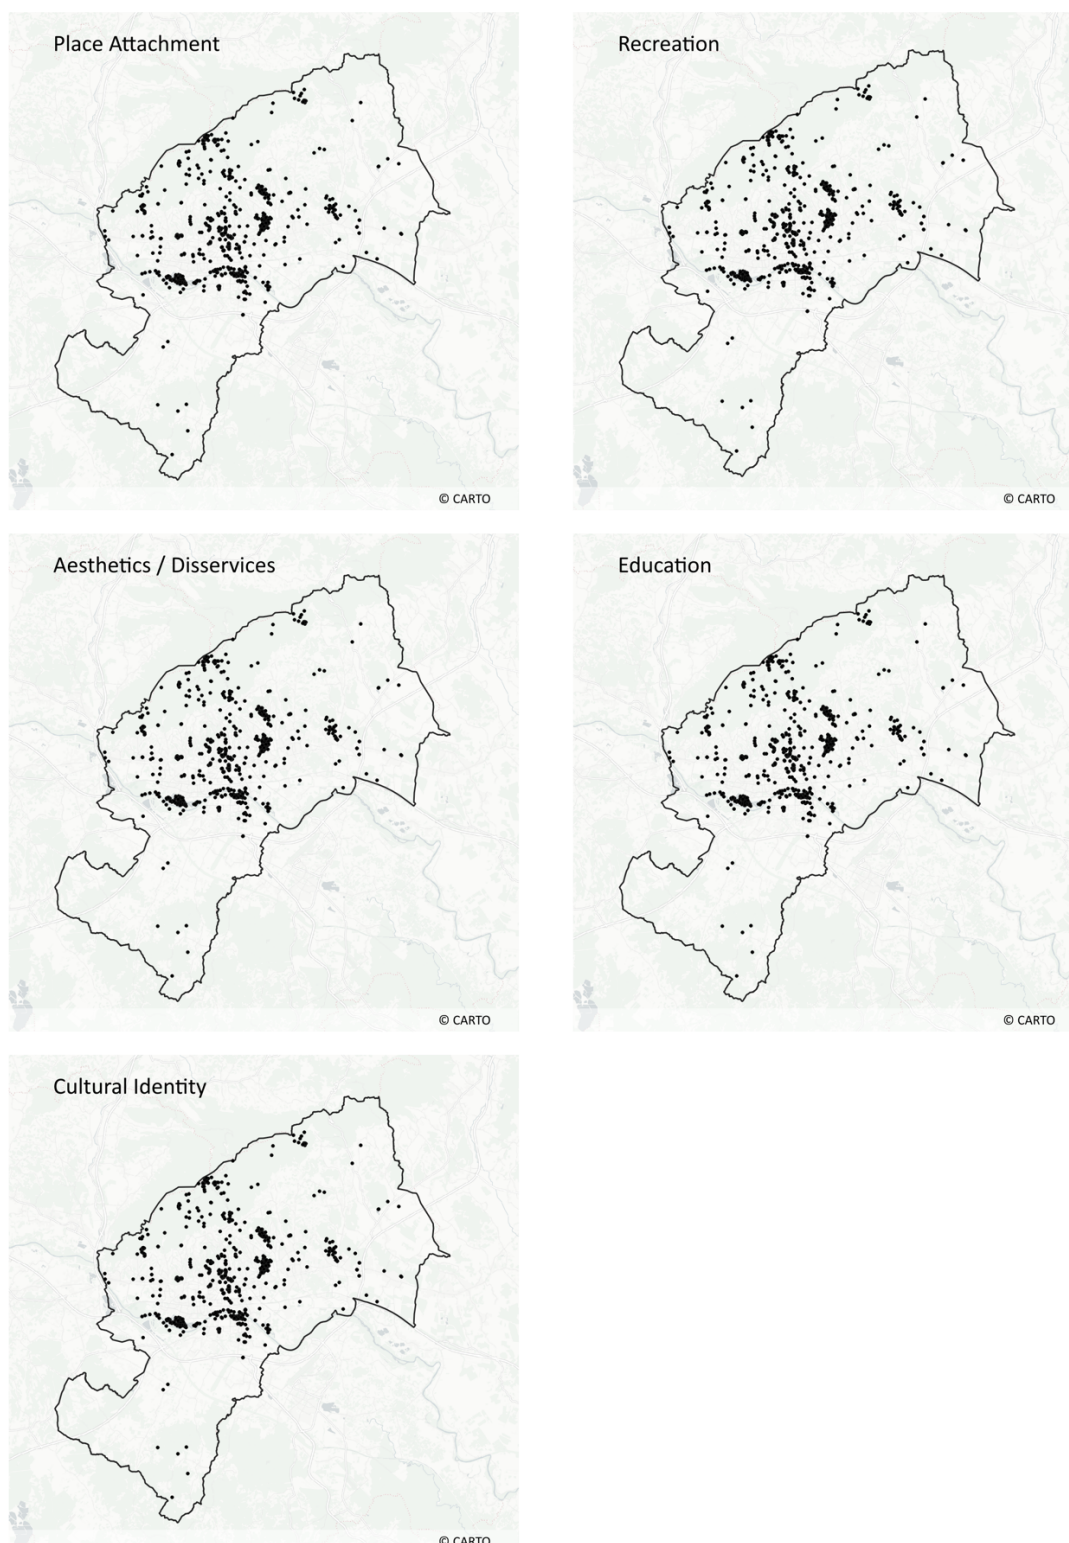 Place Attachment
Recreation
© CARTO
© CARTO
Aesthetics / Disservices
Education
© CARTO
© CARTO
Cultural Identity
© CARTO